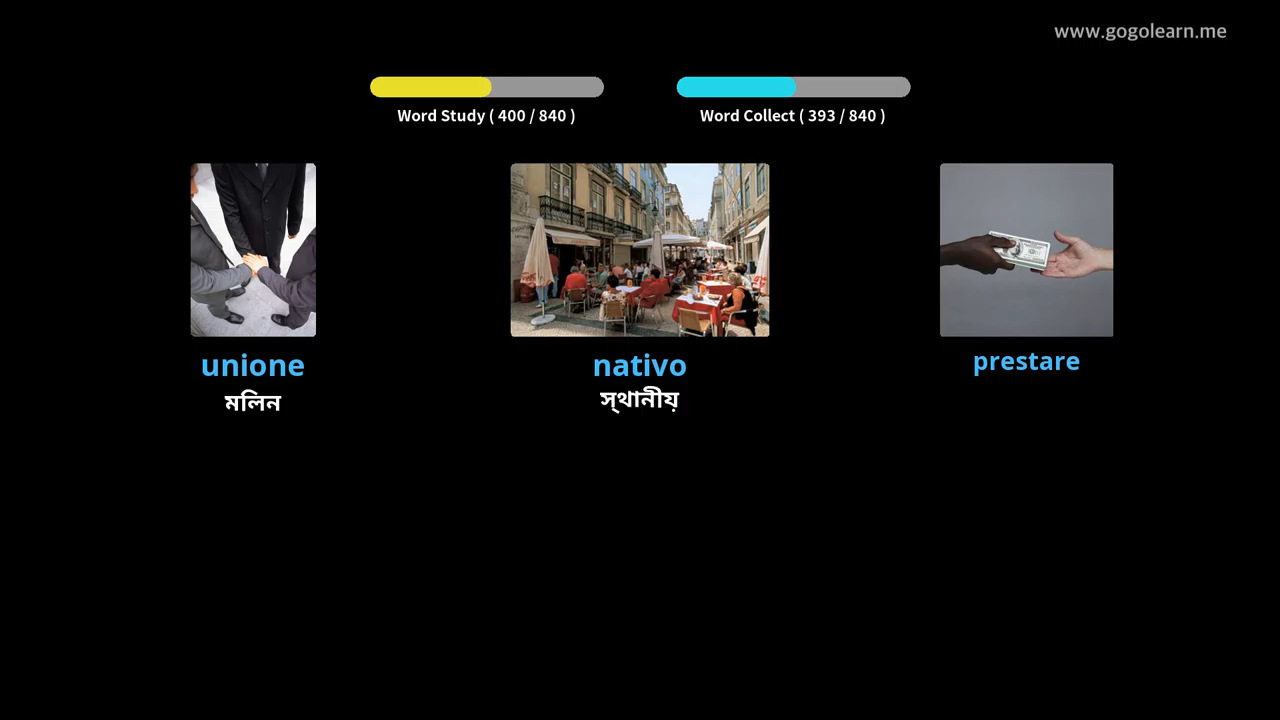 www.gogolearn.me
Word Study ( 400 / 840 )
Word Collect ( 393 / 840 )
unione
nativo
prestare
মলিন
স্থানীয়